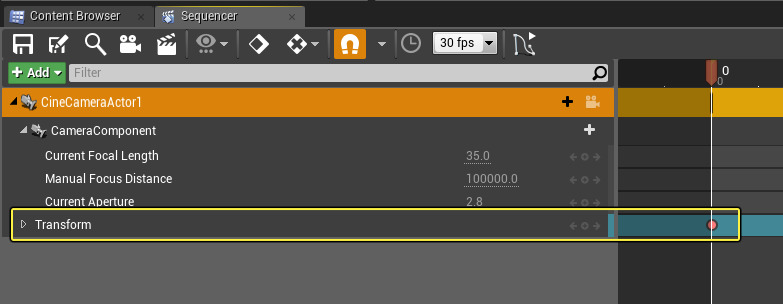 Content Browser
Sequencer
30 fps
Add
Filter
0
0
CineCameraActor1
CameraComponent
Current Focal Length 35.0
Manual Focus Distance 100000.0
Current Aperture 2.8
Transform